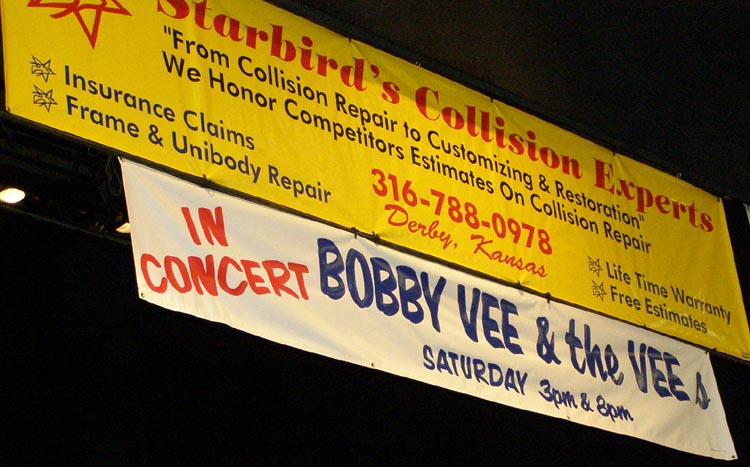 Starbird's Collision Experts
"From Collision Repair to Customizing & Restoration"
We Honor Competitors Estimates On Collision Repair
Insurance Claims
Frame & Unibody Repair
316-788-0978
Derby, Kansas
Life Time Warranty
Free Estimates
IN CONCERT
BOBBY VEE & the VEEs
SATURDAY 3pm & 8pm